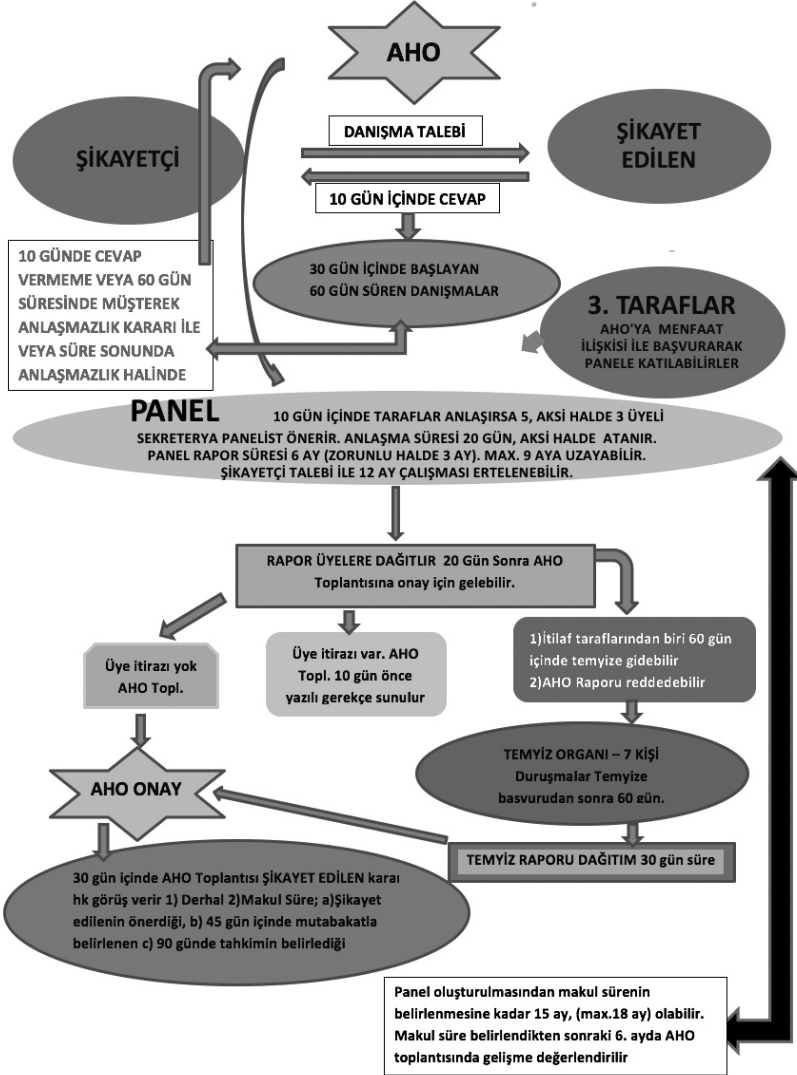 AHO
ŞİKAYETÇİ
DANIŞMA TALEBİ
ŞİKAYET
EDİLEN
10 GÜN İÇİNDE CEVAP
10 GÜNDE CEVAP
VERMEME VEYA 60 GÜN
SÜRESİNDE MÜŞTEREK
ANLAŞMAZLIK KARARI İLE
VEYA SÜRE SONUNDA
ANLAŞMAZLIK HALİNDE
30 GÜN İÇİNDE BAŞLAYAN
60 GÜN SÜREN DANIŞMALAR
3. TARAFLAR
AHO'YA MENFAAT
İLİŞKİSİ İLE BAŞVURARAK
PANELE KATILABİLİRLER
PANEL 10 GÜN İÇİNDE TARAFLAR ANLAŞIRSA 5, AKSİ HALDE 3 ÜYELİ
SEKRETERYA PANELİST ÖNERİR. ANLAŞMA SÜRESİ 20 GÜN, AKSİ HALDE ATANIR.
PANEL RAPOR SÜRESİ 6 AY (ZORUNLU HALDE 3 AY). MAX. 9 AYA UZAYABİLİR.
ŞİKAYETÇİ TALEBİ İLE 12 AY ÇALIŞMASI ERTELENEBİLİR.
RAPOR ÜYELERE DAĞITLIR 20 Gün Sonra AHO
Toplantısına onay için gelebilir.
Üye itirazı yok
AHO Topl.
Üye itirazı var. AHO
Topl. 10 gün önce
yazılı gerekçe sunulur
1)İtilaf taraflarından biri 60 gün
içinde temyize gidebilir
2)AHO Raporu reddedebilir
TEMYİZ ORGANI – 7 KİŞİ
Duruşmalar Temyize
başvurudan sonra 60 gün.
AHO ONAY
TEMYİZ RAPORU DAĞITIM 30 gün süre
30 gün içinde AHO Toplantısı ŞİKAYET EDİLEN karaı
hk görüş verir 1) Derhal 2)Makul Süre; a)Şikayet
edilenin önerdiği, b) 45 gün içinde mutabakatla
belirlenen c) 90 günde tahkimin belirlediği
Panel oluşturulmasından makul sürenin
belirlenmesine kadar 15 ay, (max.18 ay) olabilir.
Makul süre belirlendikten sonraki 6. ayda AHO
toplantısında gelişme değerlendirilir